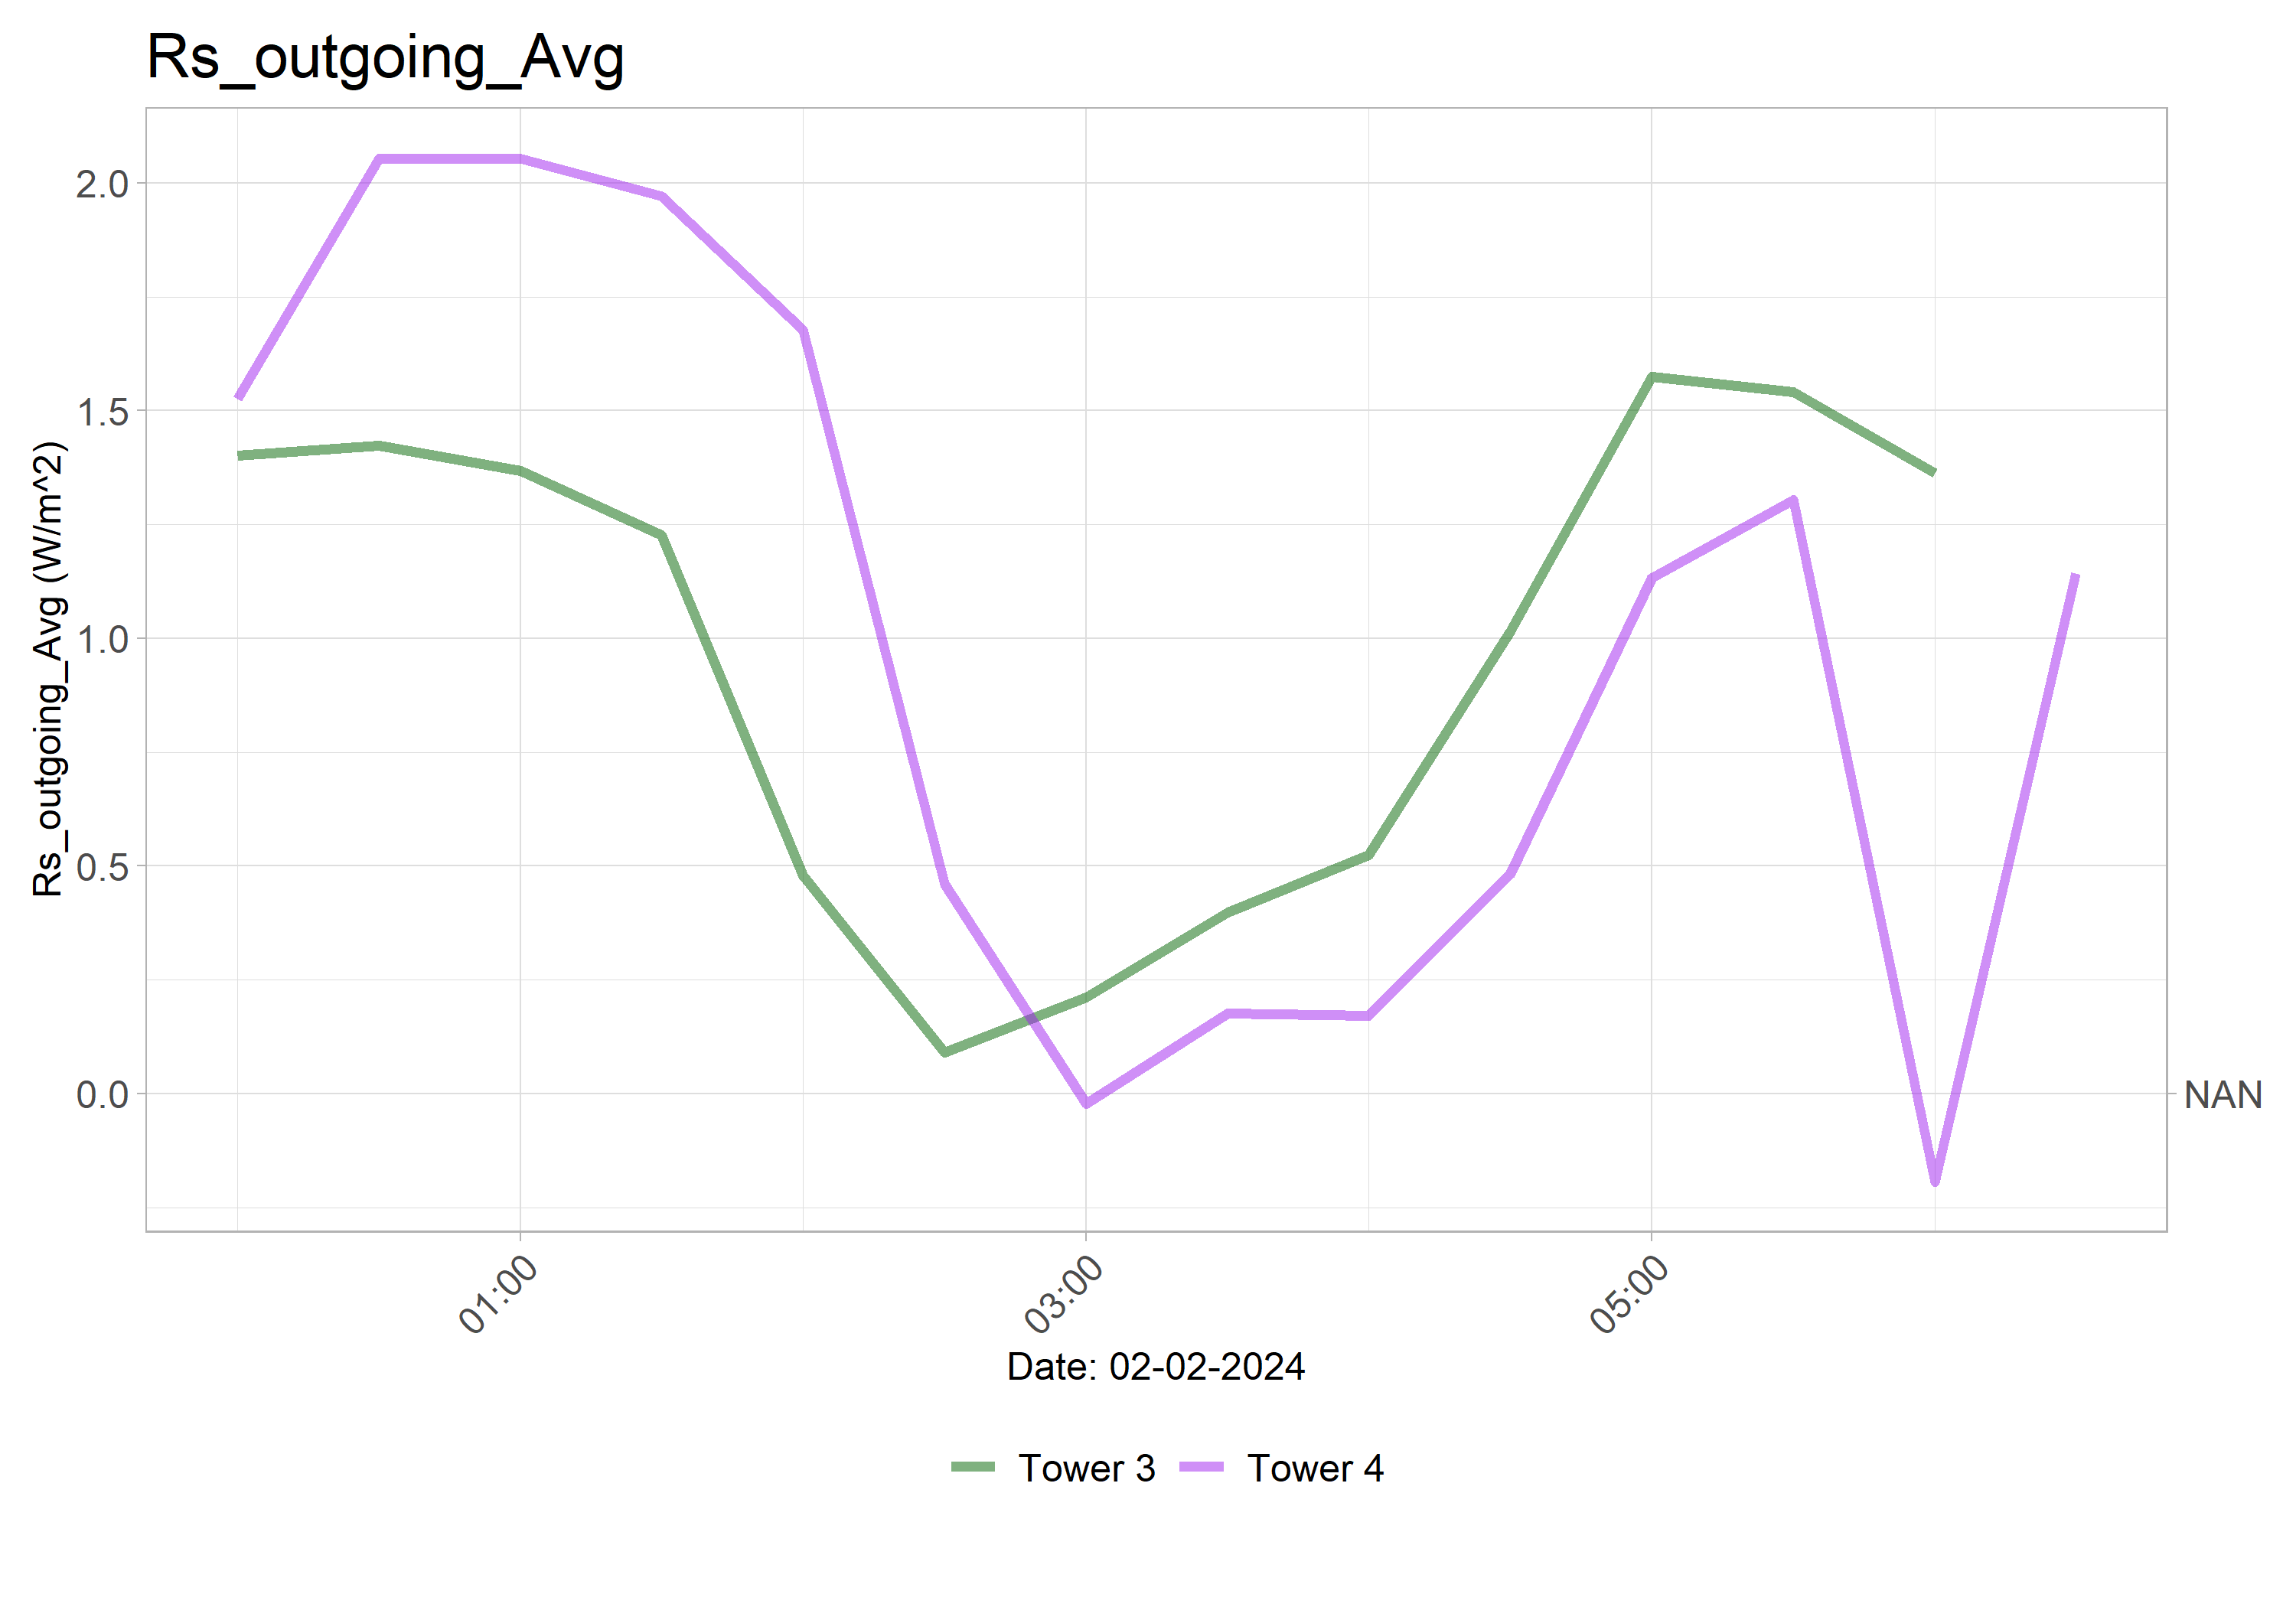 Rs_outgoing_Avg
Rs_outgoing_Avg (W/m^2)
2.0
1.5
1.0
0.5
0.0
NAN
01:00
03:00
05:00
Date: 02-02-2024
Tower 3
Tower 4